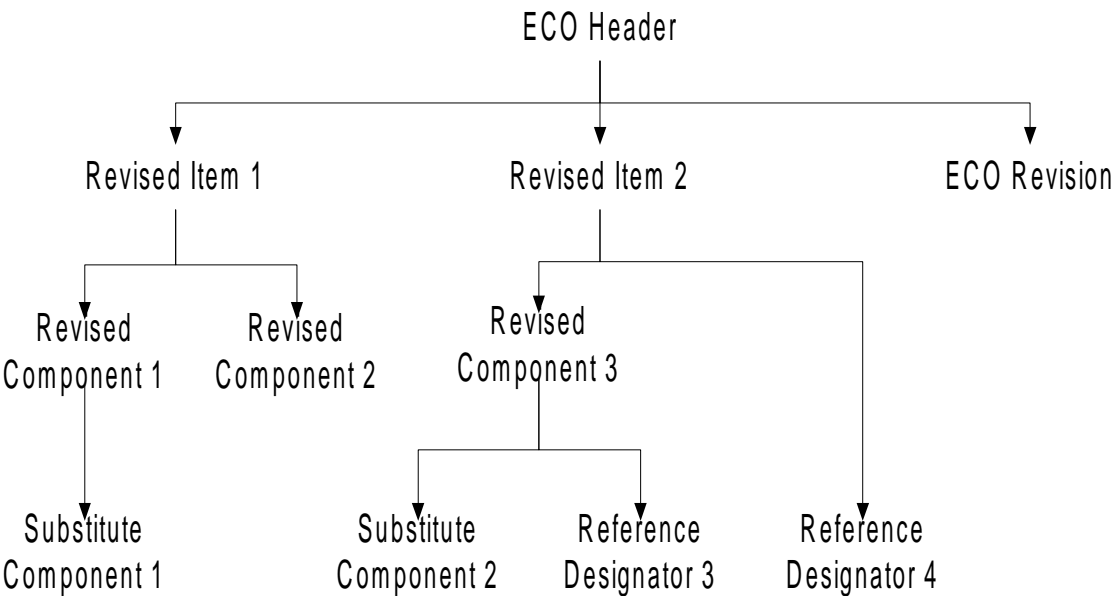 ECO Header
Revised Item 1
Revised Item 2
ECO Revision
Revised
Component 1
Revised
Component 2
Revised
Component 3
Substitute
Component 1
Substitute
Component 2
Reference
Designator 3
Reference
Designator 4